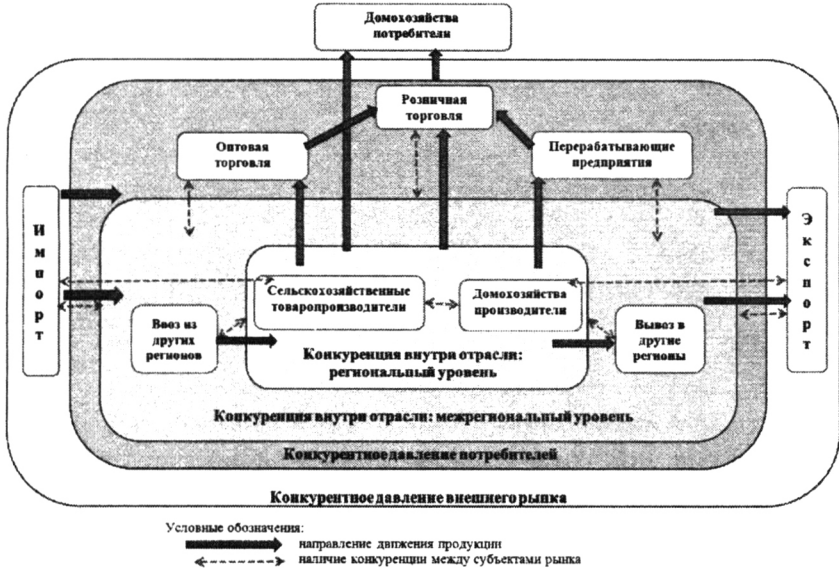 Домохозяйства
потребители
Розничная
торговля
Оптовая
торговля
Перерабатывающие
предприятия
И
м
п
о
р
т
Э
к
с
п
о
р
т
Сельскохозяйственные
товаропроизводители
Домохозяйства
производители
Ввоз из
других
регионов
Вывоз в
другие
регионы
Конкуренция внутри отрасли:
региональный уровень
Конкуренция внутри отрасли: межрегиональный уровень
Конкурентное давление потребителей
Конкурентное давление внешнего рынка
Условные обозначения:
направление движения продукции
наличие конкуренции между субъектами рынка